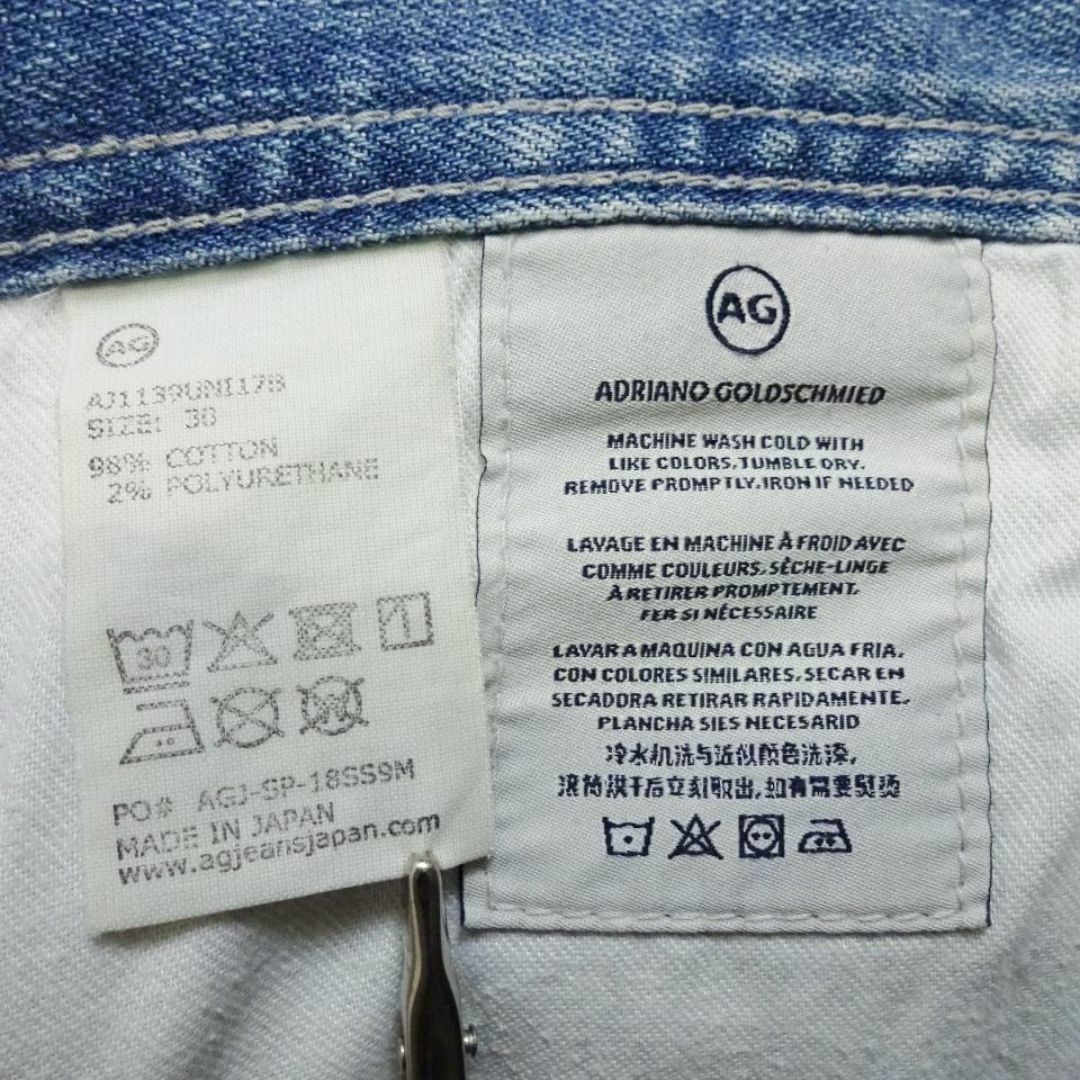 AG
AJ1139UNI17B
SIZE: 30
98% COTTON
2% POLYURETHANE
30
1
W
PO# AGJ-SP-18SS9M
MADE IN JAPAN
www.agjeansjapan.com
AG
ADRIANO GOLDSCHMIED
MACHINE WASH COLD WITH
LIKE COLORS. TUMBLE DRY.
REMOVE PROMPTLY. IRON IF NEEDED
LAVAGE EN MACHINE À FROID AVEC
COMME COULEURS. SÈCHE-LINGE
À RETIRER PROMPTEMENT.
FER SI NÉCESSAIRE
LAVAR A MAQUINA CON AGUA FRIA.
CON COLORES SIMILARES. SECAR EN
SECADORA RETIRAR RAPIDAMENTE.
PLANCHA SIES NECESARIO
冷水机洗与近似颜色洗涤,
滚筒烘干后立刻取出,如有需要熨烫